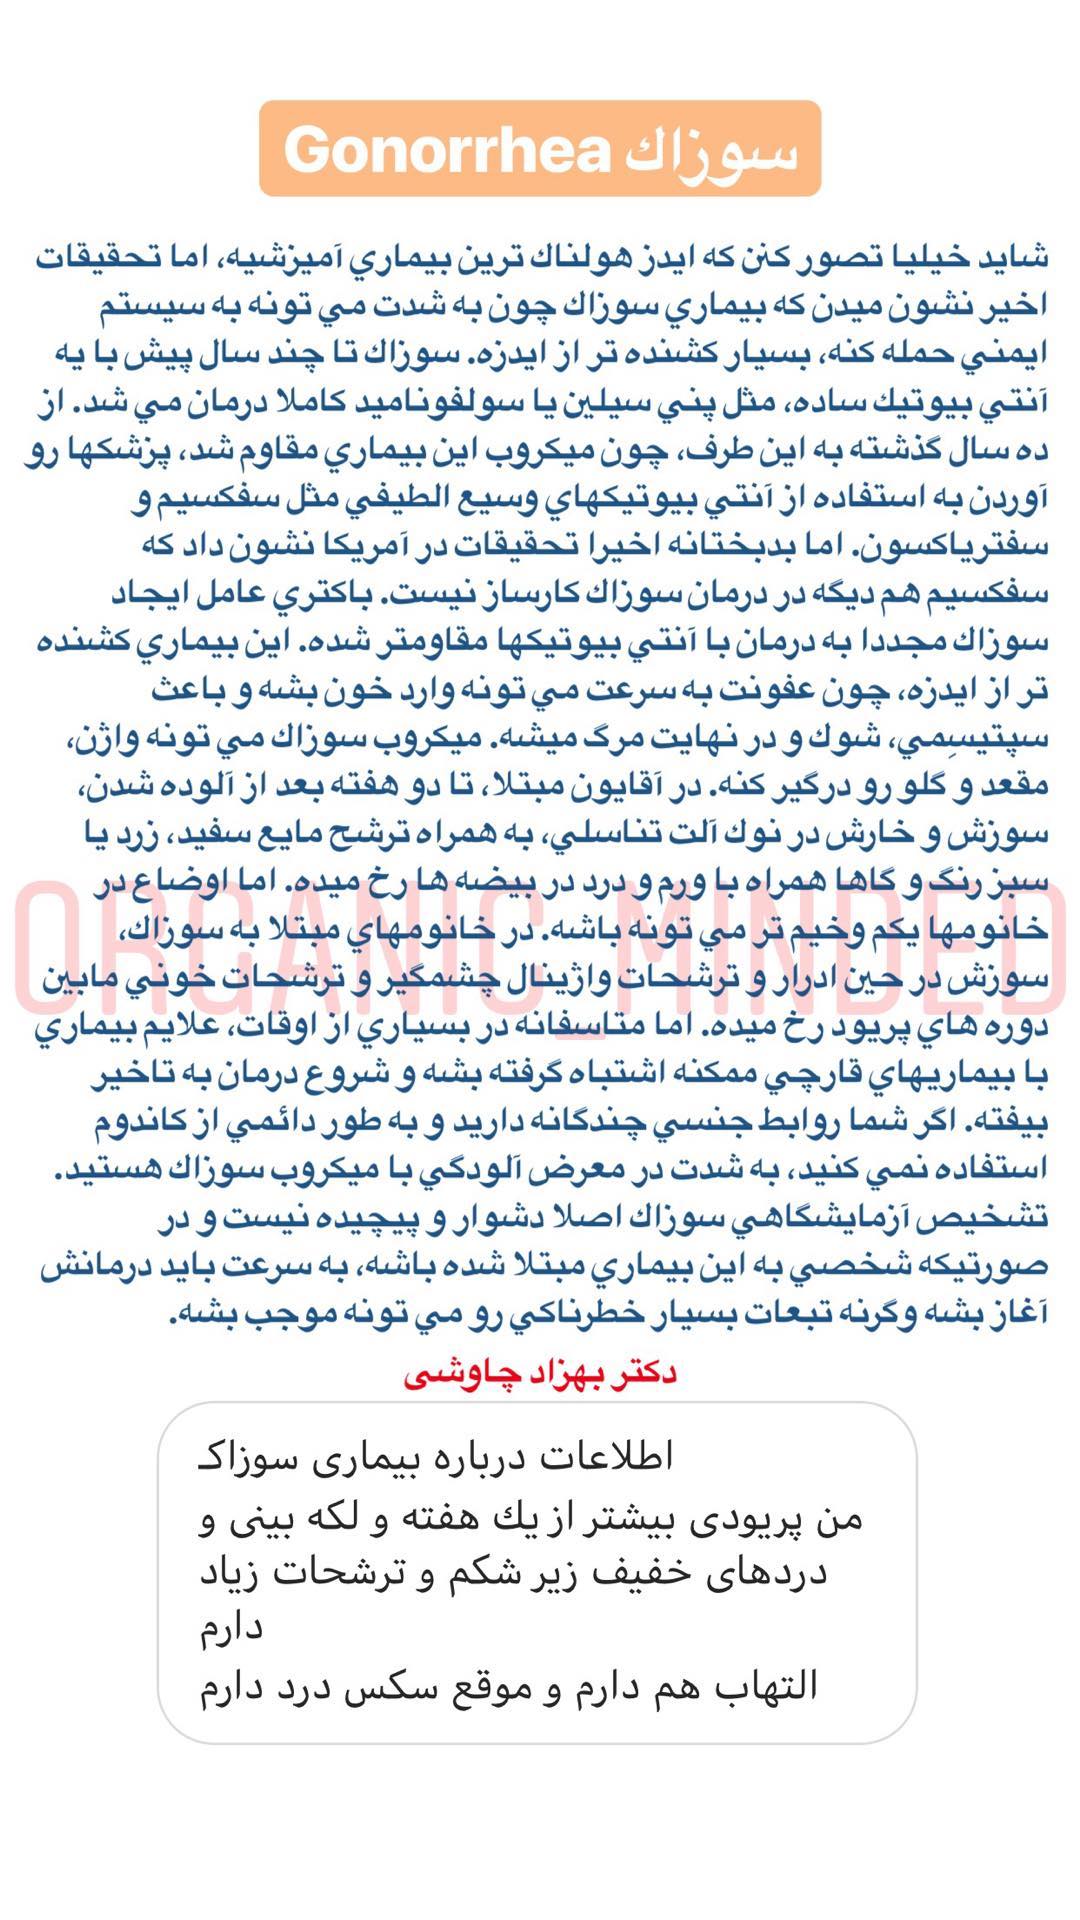 سوزاك Gonorrhea
شايد خيليا تصور كنن كه ايدز هولناك ترين بيماري آميزشيه، اما تحقيقات
اخير نشون ميدن كه بيماري سوزاك چون به شدت مي تونه به سيستم
ايمني حمله كنه، بسيار كشنده تر از ايدزه. سوزاك تا چند سال پيش با يه
آنتي بيوتيك ساده، مثل پني سيلين يا سولفوناميد كاملا درمان مي شد. از
ده سال گذشته به اين طرف، چون ميكروب اين بيماري مقاوم شد، پزشكها رو
آوردن به استفاده از آنتي بيوتيكهاي وسيع الطيفي مثل سفكسيم و
سفترياكسون. اما بدبختانه اخيرا تحقيقات در آمريكا نشون داد كه
سفكسيم هم ديگه در درمان سوزاك كارساز نيست. باكتري عامل ايجاد
سوزاك مجددا به درمان با آنتي بيوتيكها مقاومتر شده. اين بيماري كشنده
تر از ايدزه، چون عفونت به سرعت مي تونه وارد خون بشه و باعث
سپتيسِمي، شوك و در نهايت مرگ ميشه. ميكروب سوزاك مي تونه واژن،
مقعد و گلو رو درگير كنه. در آقايون مبتلا، تا دو هفته بعد از آلوده شدن،
سوزش و خارش در نوك آلت تناسلي، به همراه ترشح مايع سفيد، زرد يا
سبز رنگ و گاها همراه با ورم و درد در بيضه ها رخ ميده. اما اوضاع در
خانومها يكم وخيم تر مي تونه باشه. در خانومهاي مبتلا به سوزاك،
سوزش در حين ادرار و ترشحات واژينال چشمگير و ترشحات خوني مابين
دوره هاي پريود رخ ميده. اما متاسفانه در بسياري از اوقات، علايم بيماري
با بيماريهاي قارچي ممكنه اشتباه گرفته بشه و شروع درمان به تاخير
بيفته. اگر شما روابط جنسي چندگانه داريد و به طور دائمي از كاندوم
استفاده نمي كنيد، به شدت در معرض آلودگي با ميكروب سوزاك هستيد.
تشخيص آزمايشگاهي سوزاك اصلا دشوار و پيچيده نيست و در
صورتيكه شخصي به اين بيماري مبتلا شده باشه، به سرعت بايد درمانش
آغاز بشه وگرنه تبعات بسيار خطرناكي رو مي تونه موجب بشه.
ORGANIC_MINDED
دکتر بهزاد چاوشی
اطلاعات درباره بیماری سوزاک
من پریودی بیشتر از یك هفته و لکه بینی و
دردهای خفیف زیر شکم و ترشحات زیاد
دارم
التهاب هم دارم و موقع سکس درد دارم